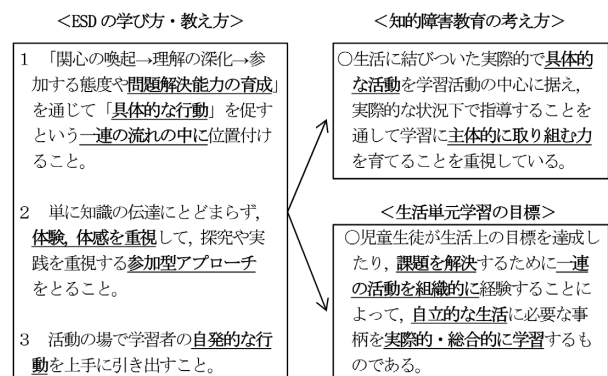 ＜ESD の学び方・教え方＞
1　「関心の喚起→理解の深化→参
加する態度や問題解決能力の育成」
を通じて「具体的な行動」を促す
という一連の流れの中に位置付け
ること。
2　単に知識の伝達にとどまらず,
体験, 体感を重視して, 探究や実
践を重視する参加型アプローチ
をとること。
3　活動の場で学習者の自発的な行
動を上手に引き出すこと。
＜知的障害教育の考え方＞
○生活に結びついた実際的で具体的
な活動を学習活動の中心に据え,
実際的な状況下で指導することを
通して学習に主体的に取り組む力
を育てることを重視している。
＜生活単元学習の目標＞
○児童生徒が生活上の目標を達成し
たり, 課題を解決するために一連
の活動を組織的に経験することに
よって, 自立的な生活に必要な事
柄を実際的・総合的に学習するも
のである。